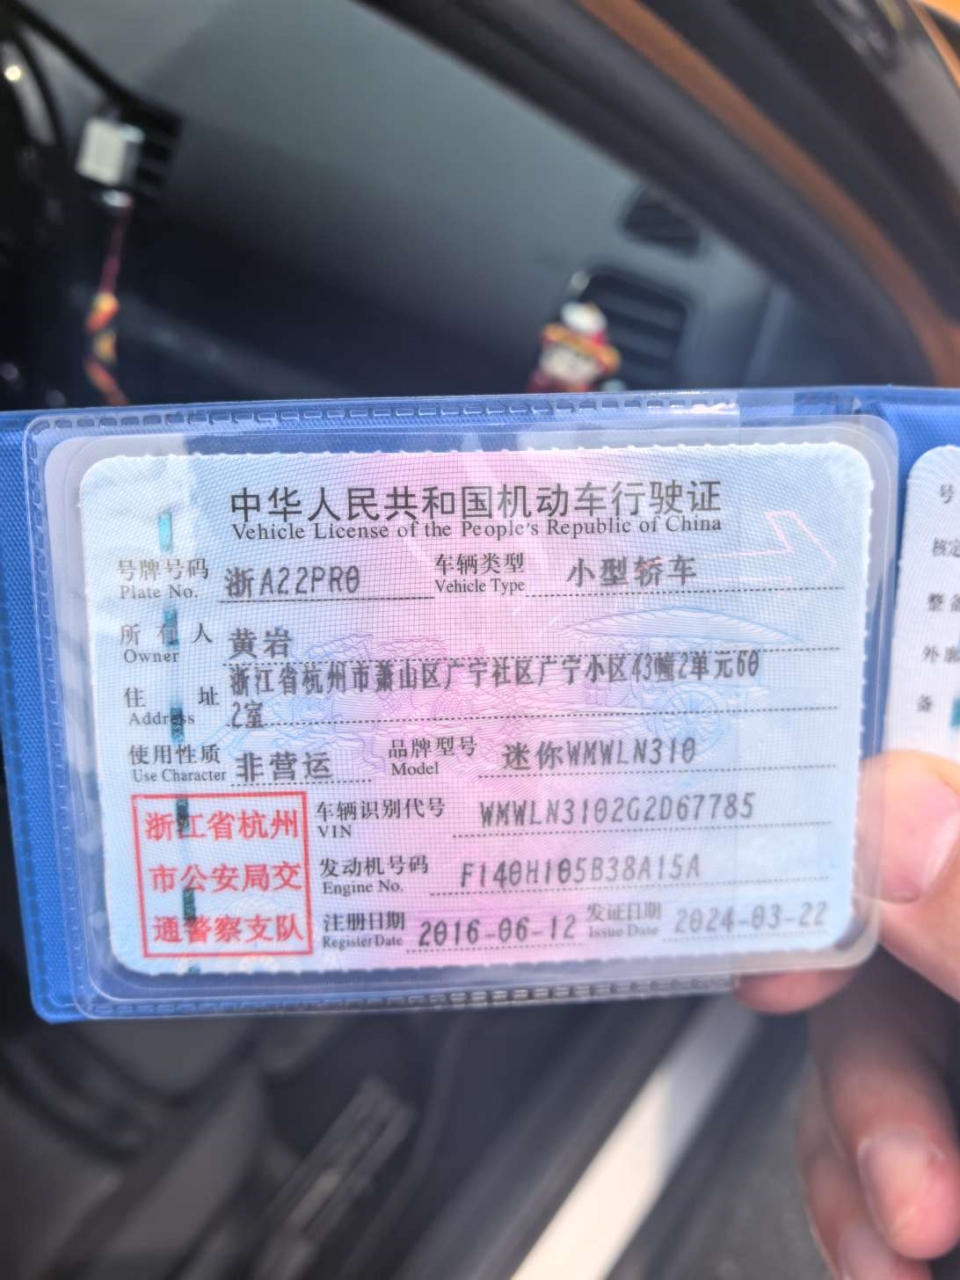 中华人民共和国机动车行驶证
Vehicle License of the People's Republic of China
号牌号码 浙A22PR0 车辆类型 小型轿车
Plate No. Vehicle Type
所有人 黄岩
Owner
住址 浙江省杭州市萧山区广宁社区广宁小区43幢2单元60
Address 2室
使用性质 非营运 品牌型号 迷你WMWLN310
Use Character Model
浙江省杭州
市公安局交
通警察支队
车辆识别代号 WMWLN3102G2D67785
VIN
发动机号码 F140H105B38A15A
Engine No.
注册日期 2016-06-12 发证日期 2024-03-22
Register Date Issue Date
号
核定
整备
外廓
备